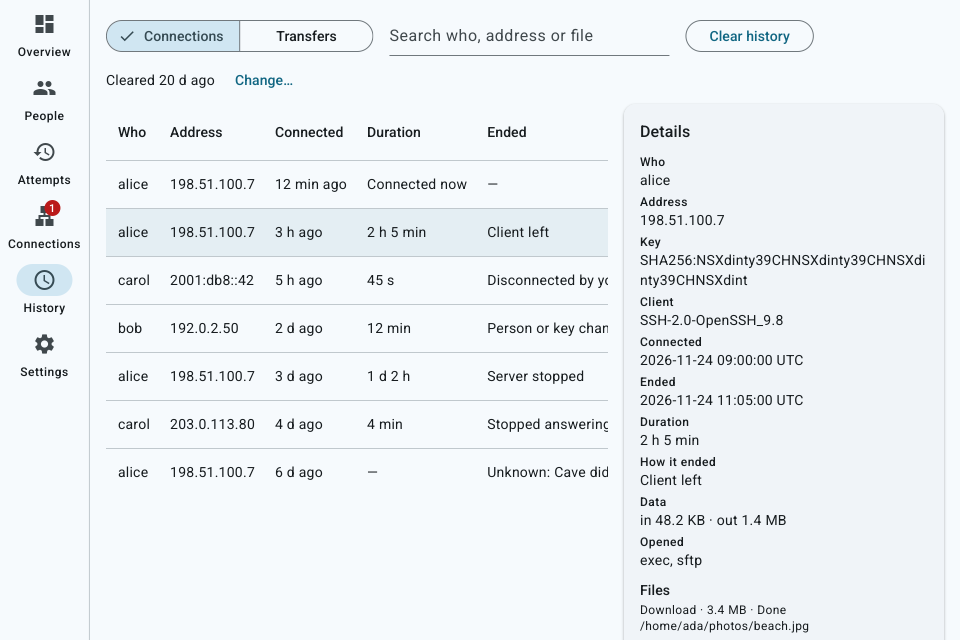 Overview
People
Attempts
1
Connections
History
Settings
Connections Transfers Search who, address or file Clear history
Cleared 20 d ago Change…
Who Address Connected Duration Ended
alice 198.51.100.7 12 min ago Connected now —
alice 198.51.100.7 3 h ago 2 h 5 min Client left
carol 2001:db8::42 5 h ago 45 s Disconnected by yo
bob 192.0.2.50 2 d ago 12 min Person or key chan
alice 198.51.100.7 3 d ago 1 d 2 h Server stopped
carol 203.0.113.80 4 d ago 4 min Stopped answering
alice 198.51.100.7 6 d ago — Unknown: Cave did
Details
Who
alice
Address
198.51.100.7
Key
SHA256:NSXdinty39CHNSXdinty39CHNSXdi
nty39CHNSXdint
Client
SSH-2.0-OpenSSH_9.8
Connected
2026-11-24 09:00:00 UTC
Ended
2026-11-24 11:05:00 UTC
Duration
2 h 5 min
How it ended
Client left
Data
in 48.2 KB · out 1.4 MB
Opened
exec, sftp
Files
Download · 3.4 MB · Done
/home/ada/photos/beach.jpg